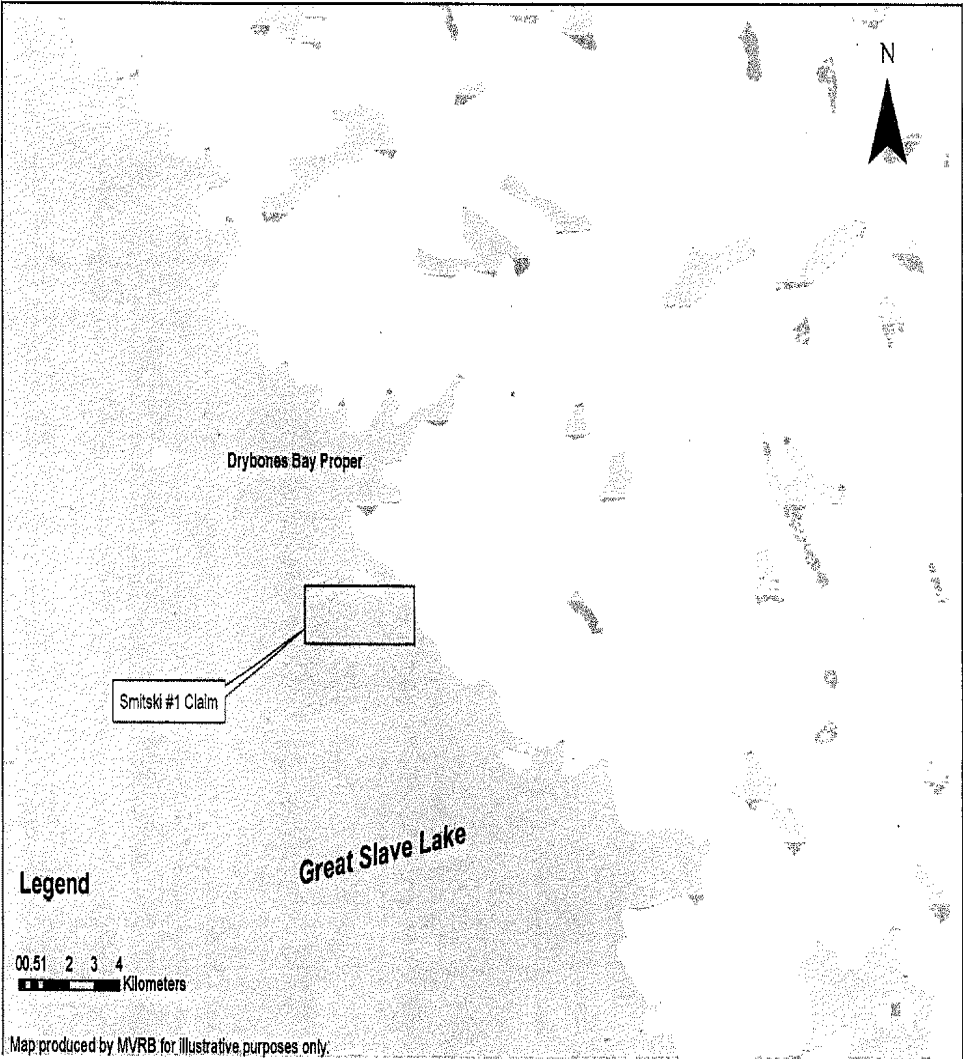 N
Drybones Bay Proper
Smitski #1 Claim
Great Slave Lake
Legend
00.51 2 3 4
Kilometers
Map produced by MVRB for illustrative purposes only.